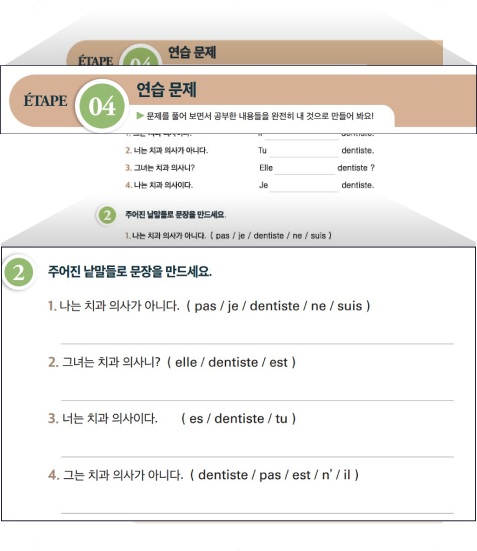 연습 문제
ÉTAPE 04
ÉTAPE 04 연습 문제
▶ 문제를 풀어 보면서 공부한 내용들을 완전히 내 것으로 만들어 봐요!
2. 너는 치과 의사가 아니다. Tu dentiste.
3. 그녀는 치과 의사니? Elle dentiste ?
4. 나는 치과 의사이다. Je dentiste.
2 주어진 낱말들로 문장을 만드세요.
1. 나는 치과 의사가 아니다. ( pas / je / dentiste / ne / suis )
2 주어진 낱말들로 문장을 만드세요.
1. 나는 치과 의사가 아니다. ( pas / je / dentiste / ne / suis )
2. 그녀는 치과 의사니? ( elle / dentiste / est )
3. 너는 치과 의사이다. ( es / dentiste / tu )
4. 그는 치과 의사가 아니다. ( dentiste / pas / est / n’ / il )